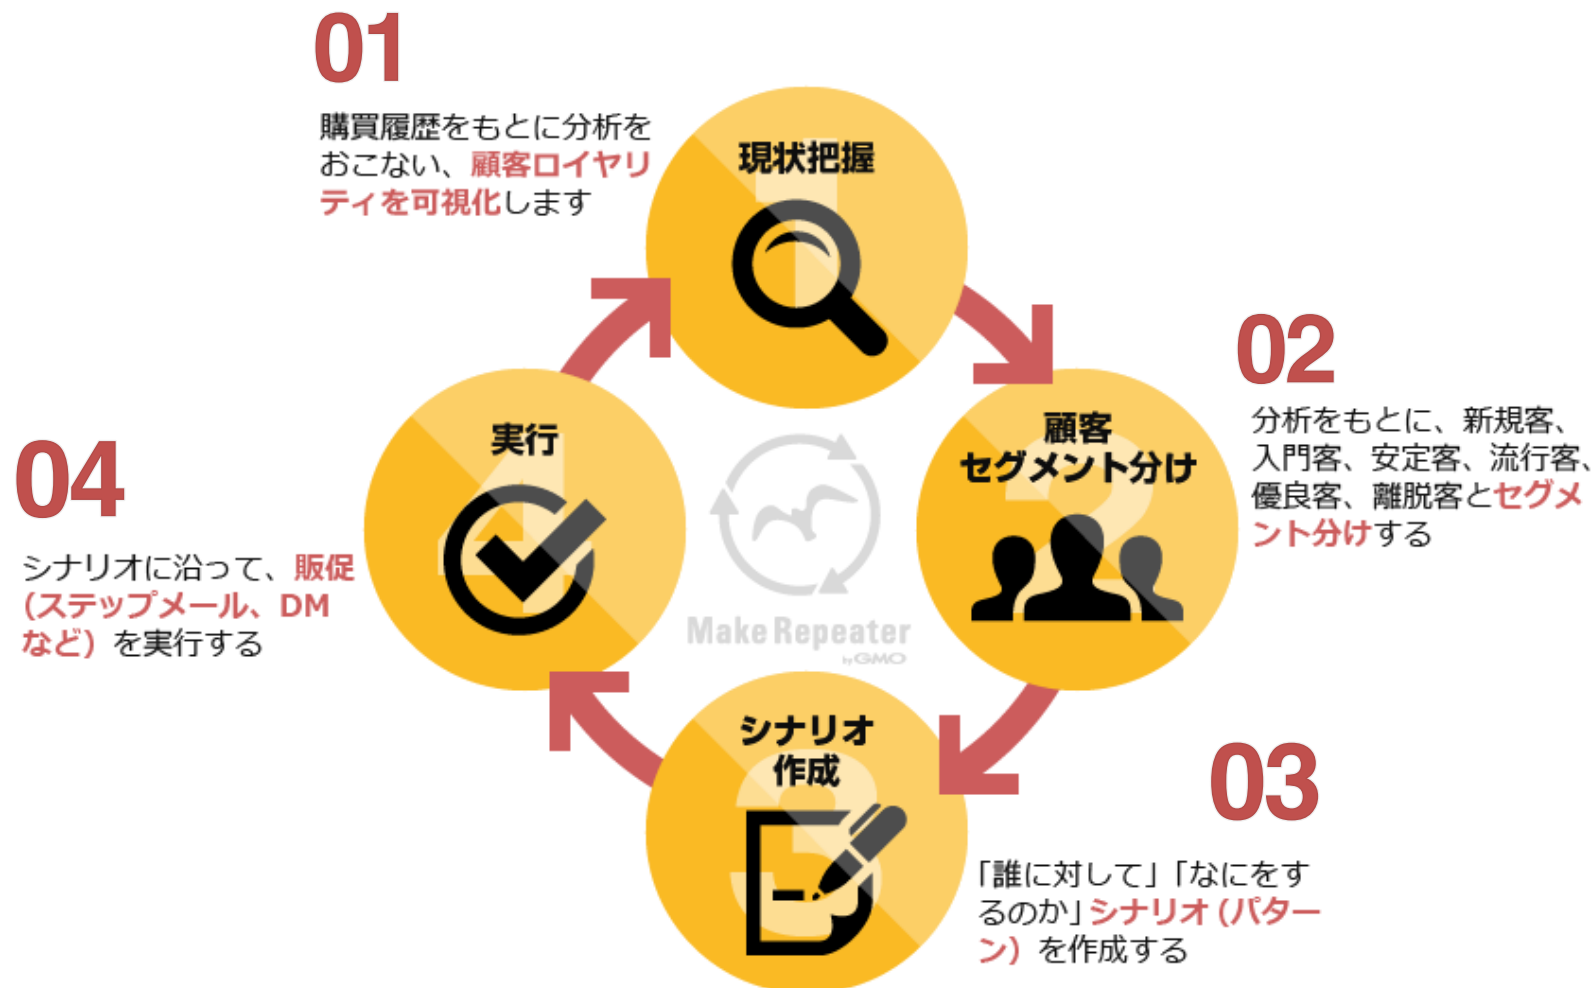 01
購買履歴をもとに分析を
おこない、顧客ロイヤリ
ティを可視化します
1
現状把握
02
分析をもとに、新規客、
入門客、安定客、流行客、
優良客、離脱客とセグメ
ント分けする
2
顧客
セグメント分け
03
「誰に対して」「なにをす
るのか」シナリオ（パター
ン）を作成する
3
シナリオ
作成
04
シナリオに沿って、販促
（ステップメール、DM
など）を実行する
4
実行
Make Repeater
by GMO